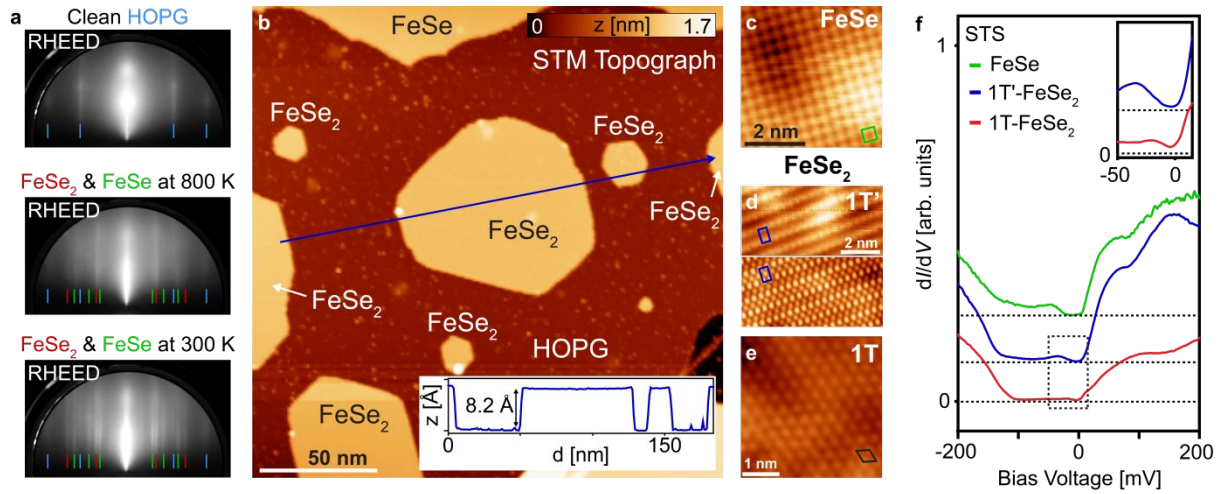 a
Clean HOPG
RHEED
FeSe2 & FeSe at 800 K
RHEED
FeSe2 & FeSe at 300 K
RHEED
b
FeSe
0 z [nm] 1.7
STM Topograph
FeSe2
FeSe2
FeSe2
FeSe2
FeSe2
FeSe2
HOPG
FeSe2
50 nm
z [Å]
8.2 Å
0 150
d [nm]
c
FeSe
2 nm
FeSe2
d
1T'
2 nm
e
1T
1 nm
f
STS
FeSe
1T'-FeSe2
1T-FeSe2
1
0
dI/dV [arb. units]
0
-50 0
-200 -100 0 100 200
Bias Voltage [mV]